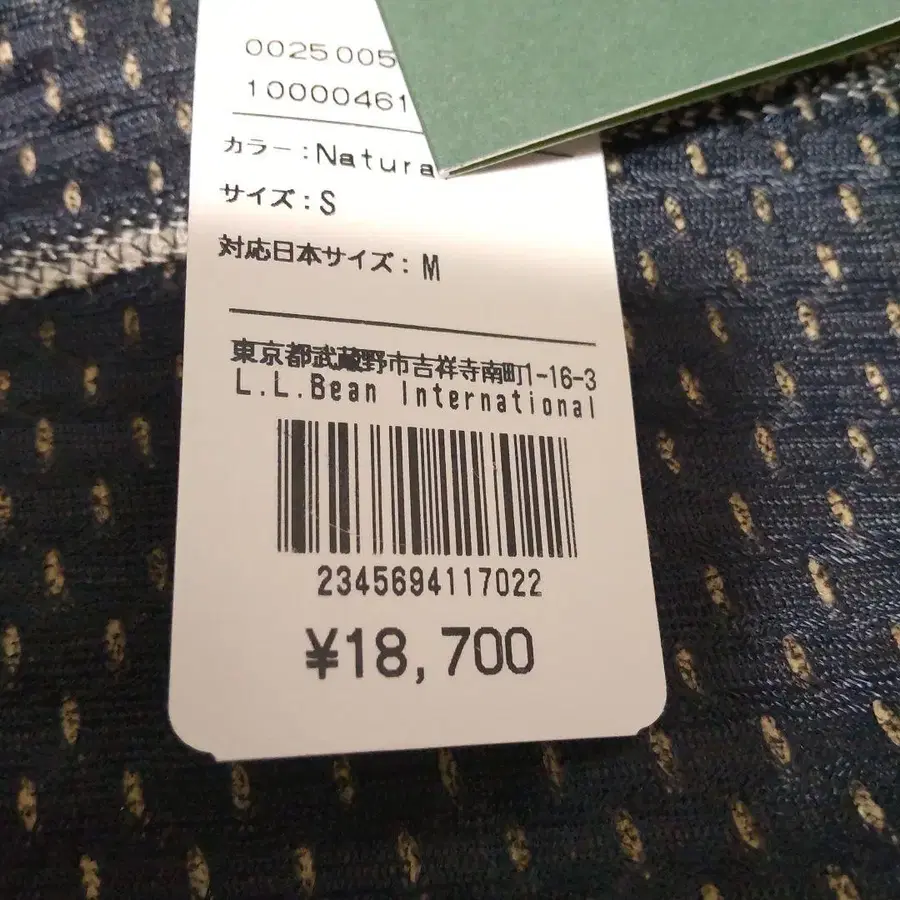 0025005
10000461
カラー:Natura
サイズ:S
対応日本サイズ: M
東京都武蔵野市吉祥寺南町1-16-3
L.L.Bean International
2345694117022
¥18,700